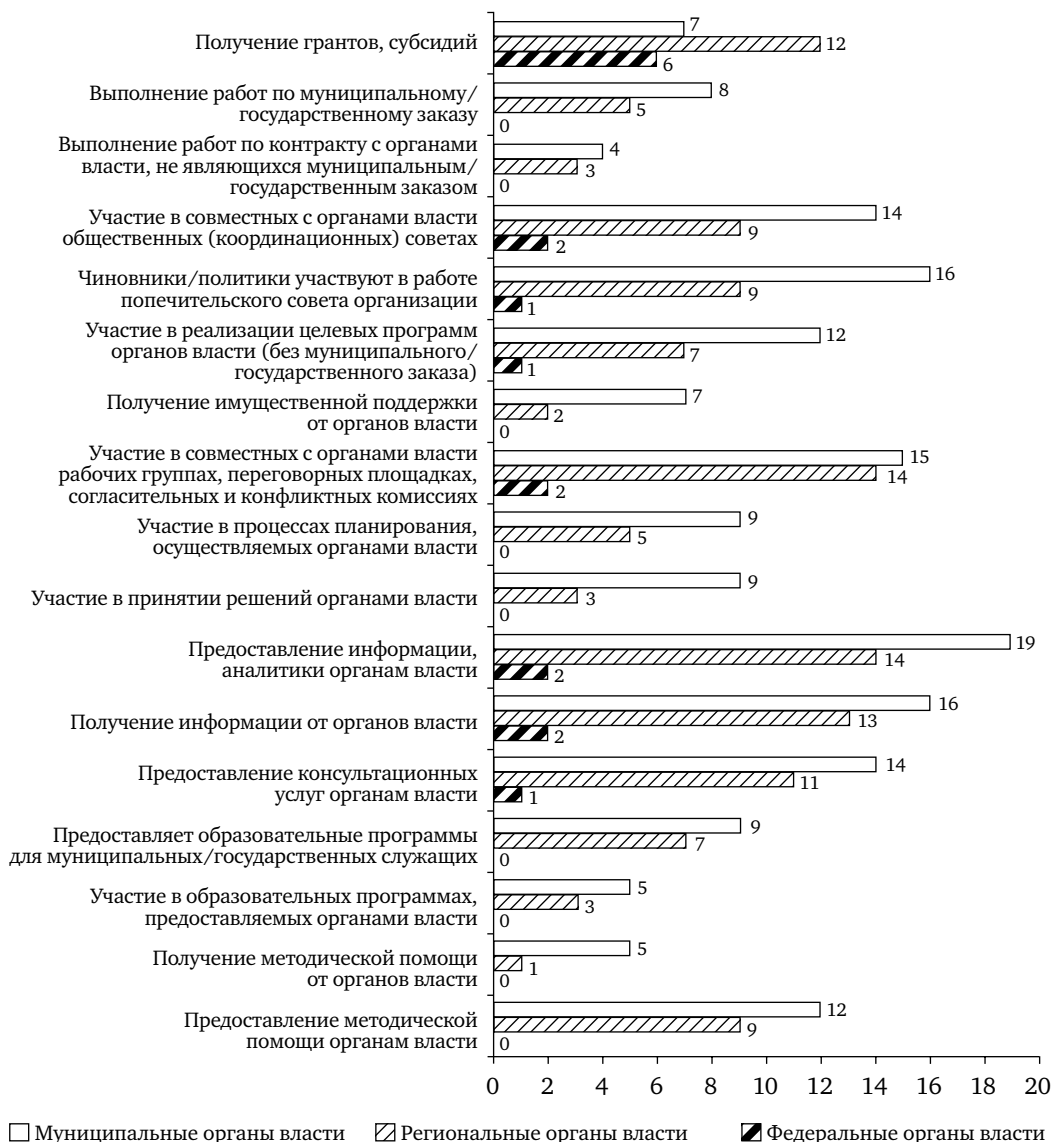 Получение грантов, субсидий
7
12
6
Выполнение работ по муниципальному/
государственному заказу
8
5
0
Выполнение работ по контракту с органами
власти, не являющихся муниципальным/
государственным заказом
4
3
0
Участие в совместных с органами власти
общественных (координационных) советах
14
9
2
Чиновники/политики участвуют в работе
попечительского совета организации
16
9
1
Участие в реализации целевых программ
органов власти (без муниципального/
государственного заказа)
12
7
1
Получение имущественной поддержки
от органов власти
7
2
0
Участие в совместных с органами власти
рабочих группах, переговорных площадках,
согласительных и конфликтных комиссиях
15
14
2
Участие в процессах планирования,
осуществляемых органами власти
9
5
0
Участие в принятии решений органами власти
9
3
0
Предоставление информации,
аналитики органам власти
19
14
2
Получение информации от органов власти
16
13
2
Предоставление консультационных
услуг органам власти
14
11
1
Предоставляет образовательные программы
для муниципальных/государственных служащих
9
7
0
Участие в образовательных программах,
предоставляемых органами власти
5
3
0
Получение методической помощи
от органов власти
5
1
0
Предоставление методической
помощи органам власти
12
9
0
0 2 4 6 8 10 12 14 16 18 20
Муниципальные органы власти Региональные органы власти Федеральные органы власти